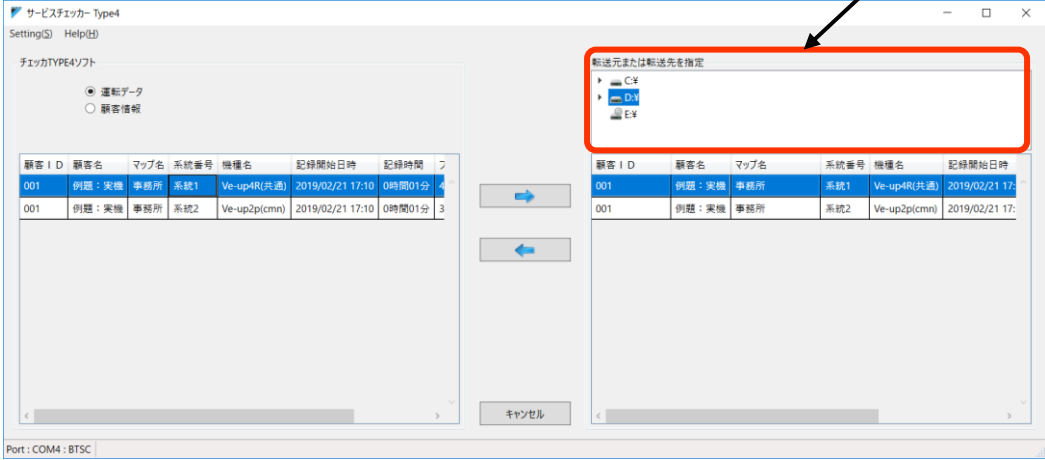 サービスチェッカー Type4
Setting(S) Help(H)
チェッカTYPE4ソフト
運転データ
顧客情報
転送元または転送先を指定
C:¥
D:¥
E:¥
顧客ID 顧客名 マップ名 系統番号 機種名 記録開始日時 記録時間 フ
001 例題：実機 事務所 系統1 Ve-up4R(共通) 2019/02/21 17:10 0時間01分 4
001 例題：実機 事務所 系統2 Ve-up2p(cmn) 2019/02/21 17:10 0時間01分 3
顧客ID 顧客名 マップ名 系統番号 機種名 記録開始日時
001 例題：実機 事務所 系統1 Ve-up4R(共通) 2019/02/21 17:
001 例題：実機 事務所 系統2 Ve-up2p(cmn) 2019/02/21 17:
キャンセル
Port : COM4 : BTSC